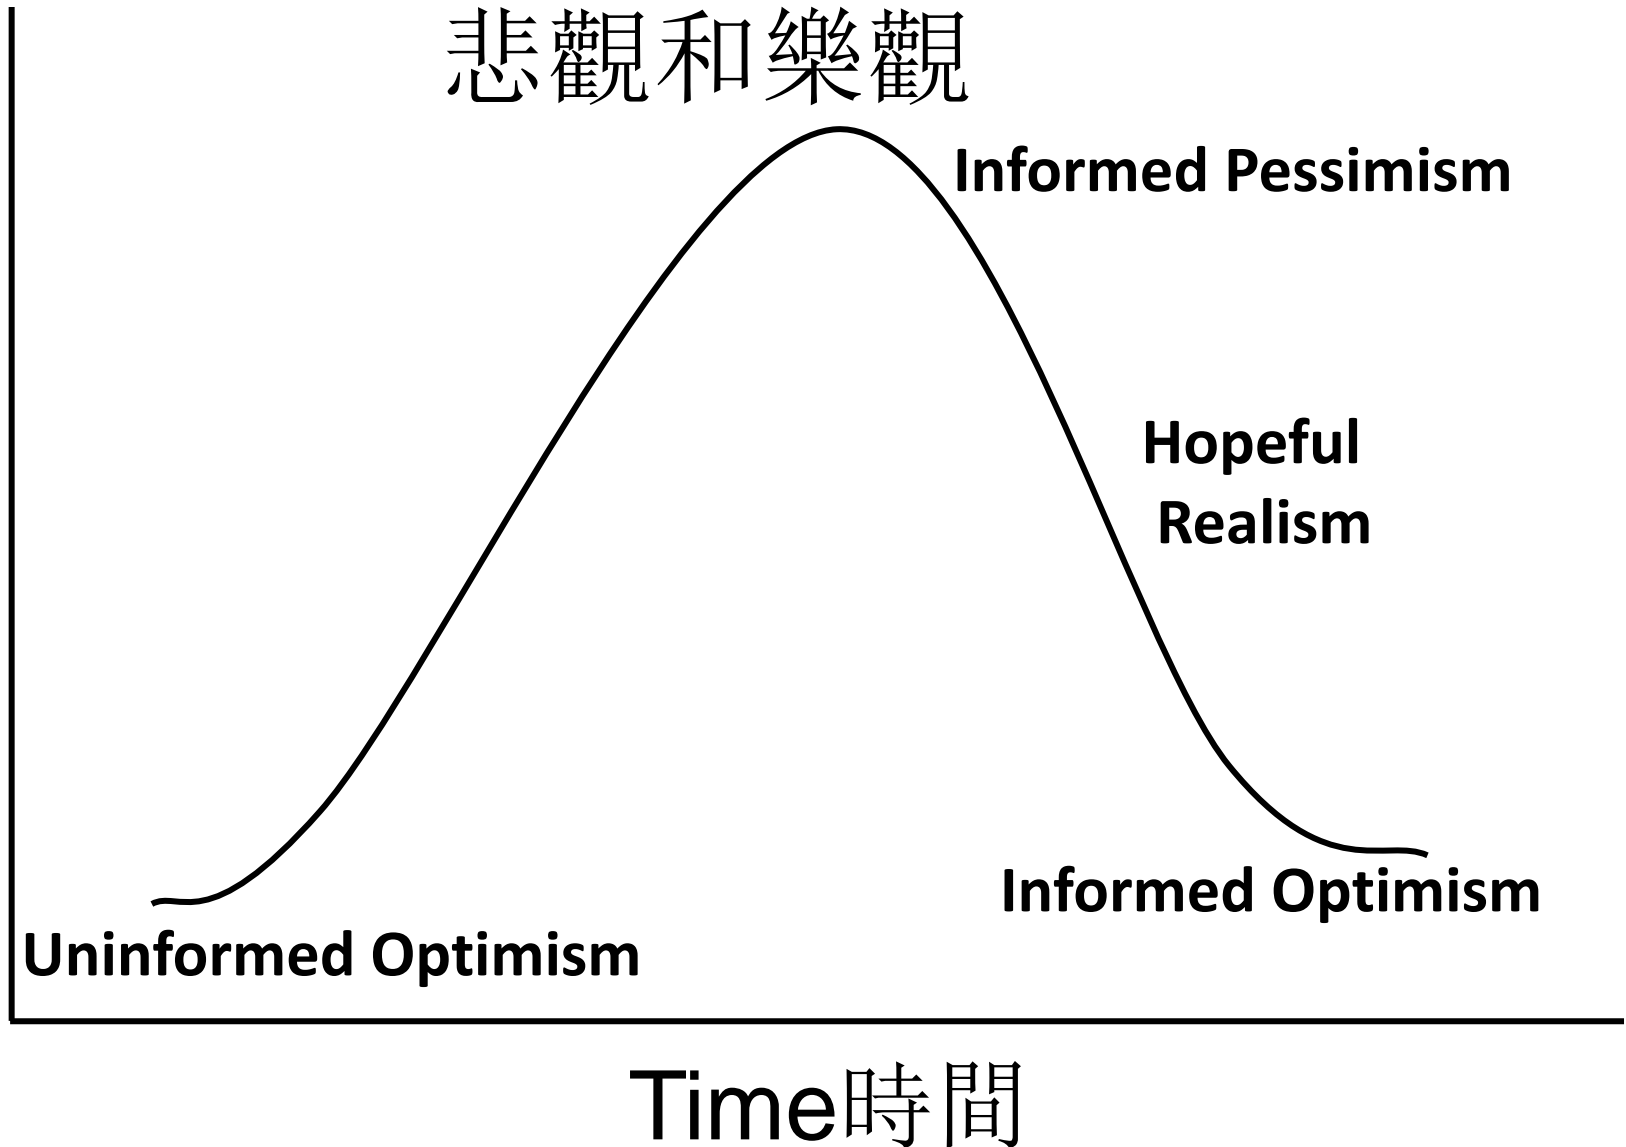 悲觀和樂觀
Informed Pessimism
Hopeful
Realism
Informed Optimism
Uninformed Optimism
Time時間